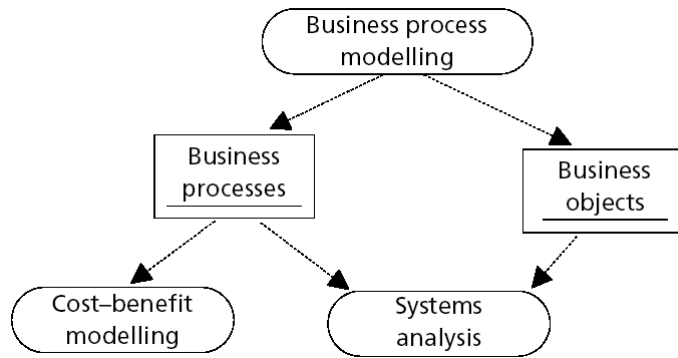 Business process
modelling
Business
processes
Business
objects
Cost–benefit
modelling
Systems
analysis